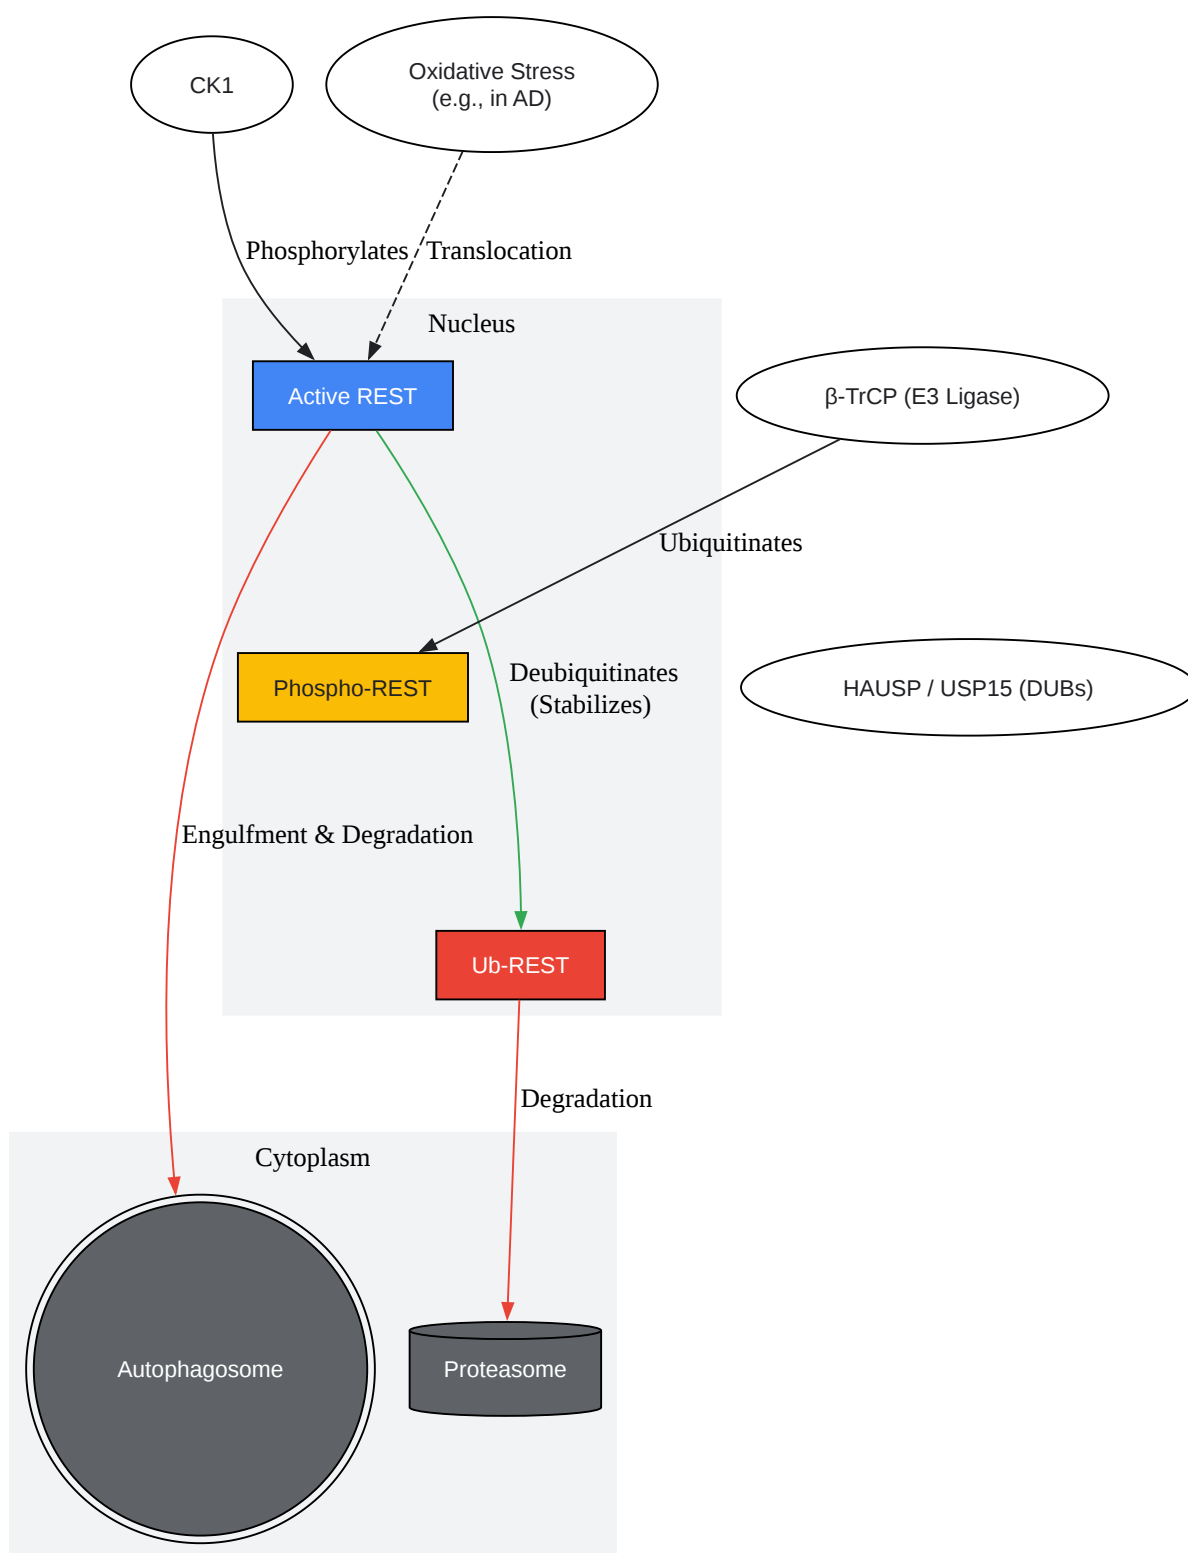 CK1
Oxidative Stress
(e.g., in AD)
Phosphorylates
Translocation
Nucleus
Active REST
β-TrCP (E3 Ligase)
Ubiquitinates
Phospho-REST
Deubiquitinates
(Stabilizes)
HAUSP / USP15 (DUBs)
Engulfment & Degradation
Ub-REST
Degradation
Cytoplasm
Autophagosome
Proteasome